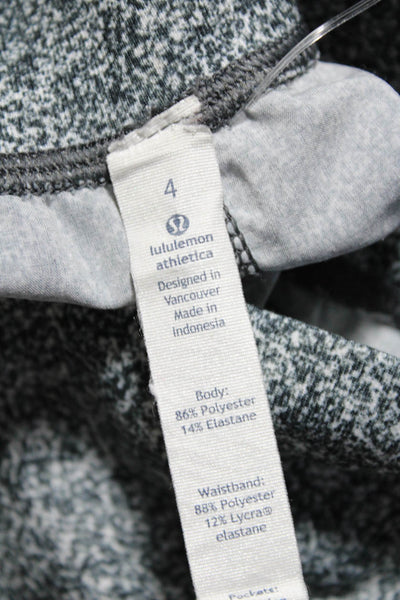 4
lululemon
athletica
Designed in
Vancouver
Made in
Indonesia
Body:
86% Polyester
14% Elastane
Waistband:
88% Polyester
12% Lycra®
elastane
Pockets: